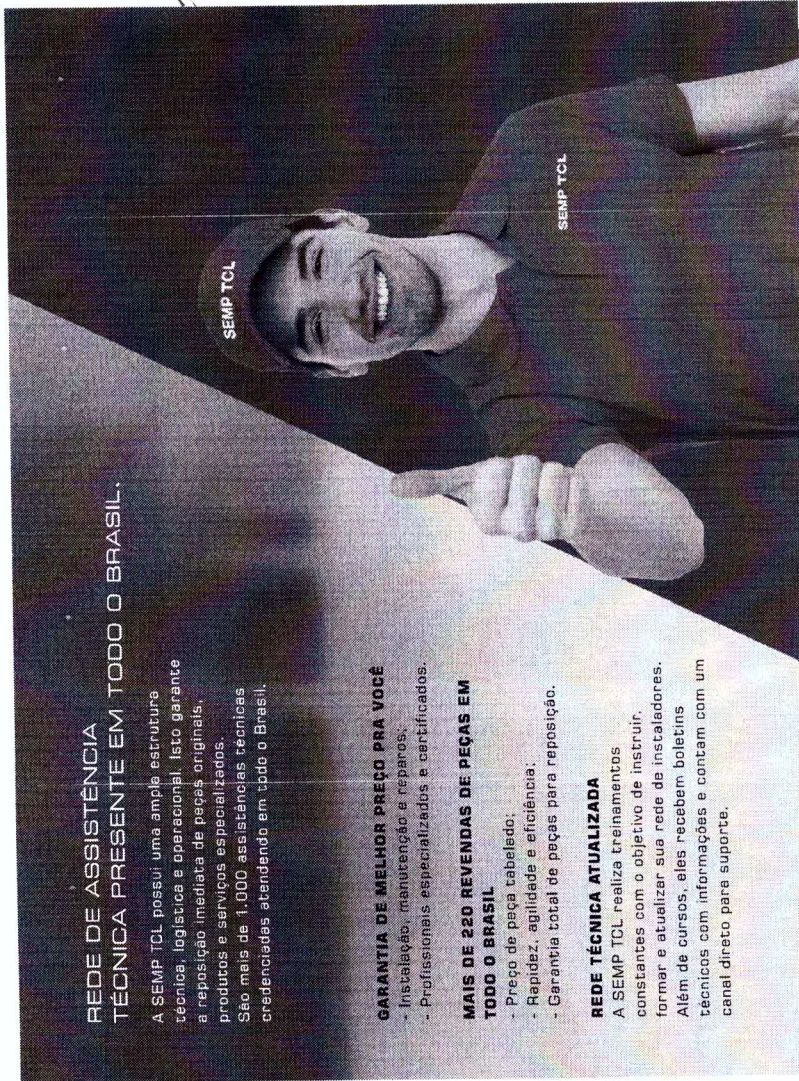 REDE DE ASSISTÊNCIA
TÉCNICA PRESENTE EM TODO O BRASIL.
A SEMP TCL possui uma ampla estrutura
técnica, logística e operacional. Isto garante
a reposição imediata de peças originais,
produtos e serviços especializados.
São mais de 1.000 assistências técnicas
credenciadas atendendo em todo o Brasil.
GARANTIA DE MELHOR PREÇO PRA VOCÊ
- Instalação, manutenção e reparos;
- Profissionais especializados e certificados.
MAIS DE 220 REVENDAS DE PEÇAS EM
TODO O BRASIL
- Preço de peça tabelado;
- Rapidez, agilidade e eficiência;
- Garantia total de peças para reposição.
REDE TÉCNICA ATUALIZADA
A SEMP TCL realiza treinamentos
constantes com o objetivo de instruir,
formar e atualizar sua rede de instaladores.
Além de cursos, eles recebem boletins
técnicos com informações e contam com um
canal direto para suporte.
SEMP TCL
SEMP TCL